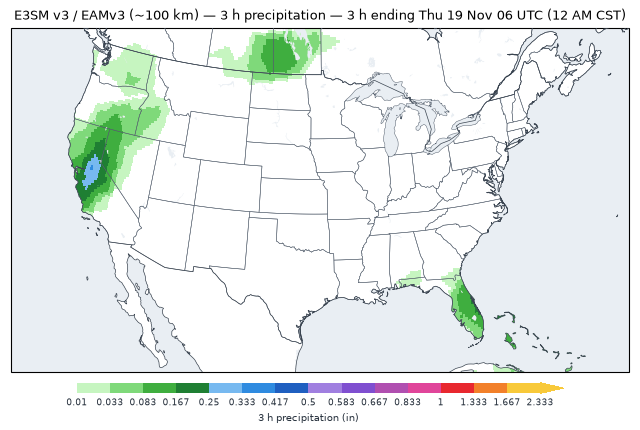 E3SM v3 / EAMv3 (~100 km) — 3 h precipitation — 3 h ending Thu 19 Nov 06 UTC (12 AM CST)
0.01 0.033 0.083 0.167 0.25 0.333 0.417 0.5 0.583 0.667 0.833 1 1.333 1.667 2.333
3 h precipitation (in)